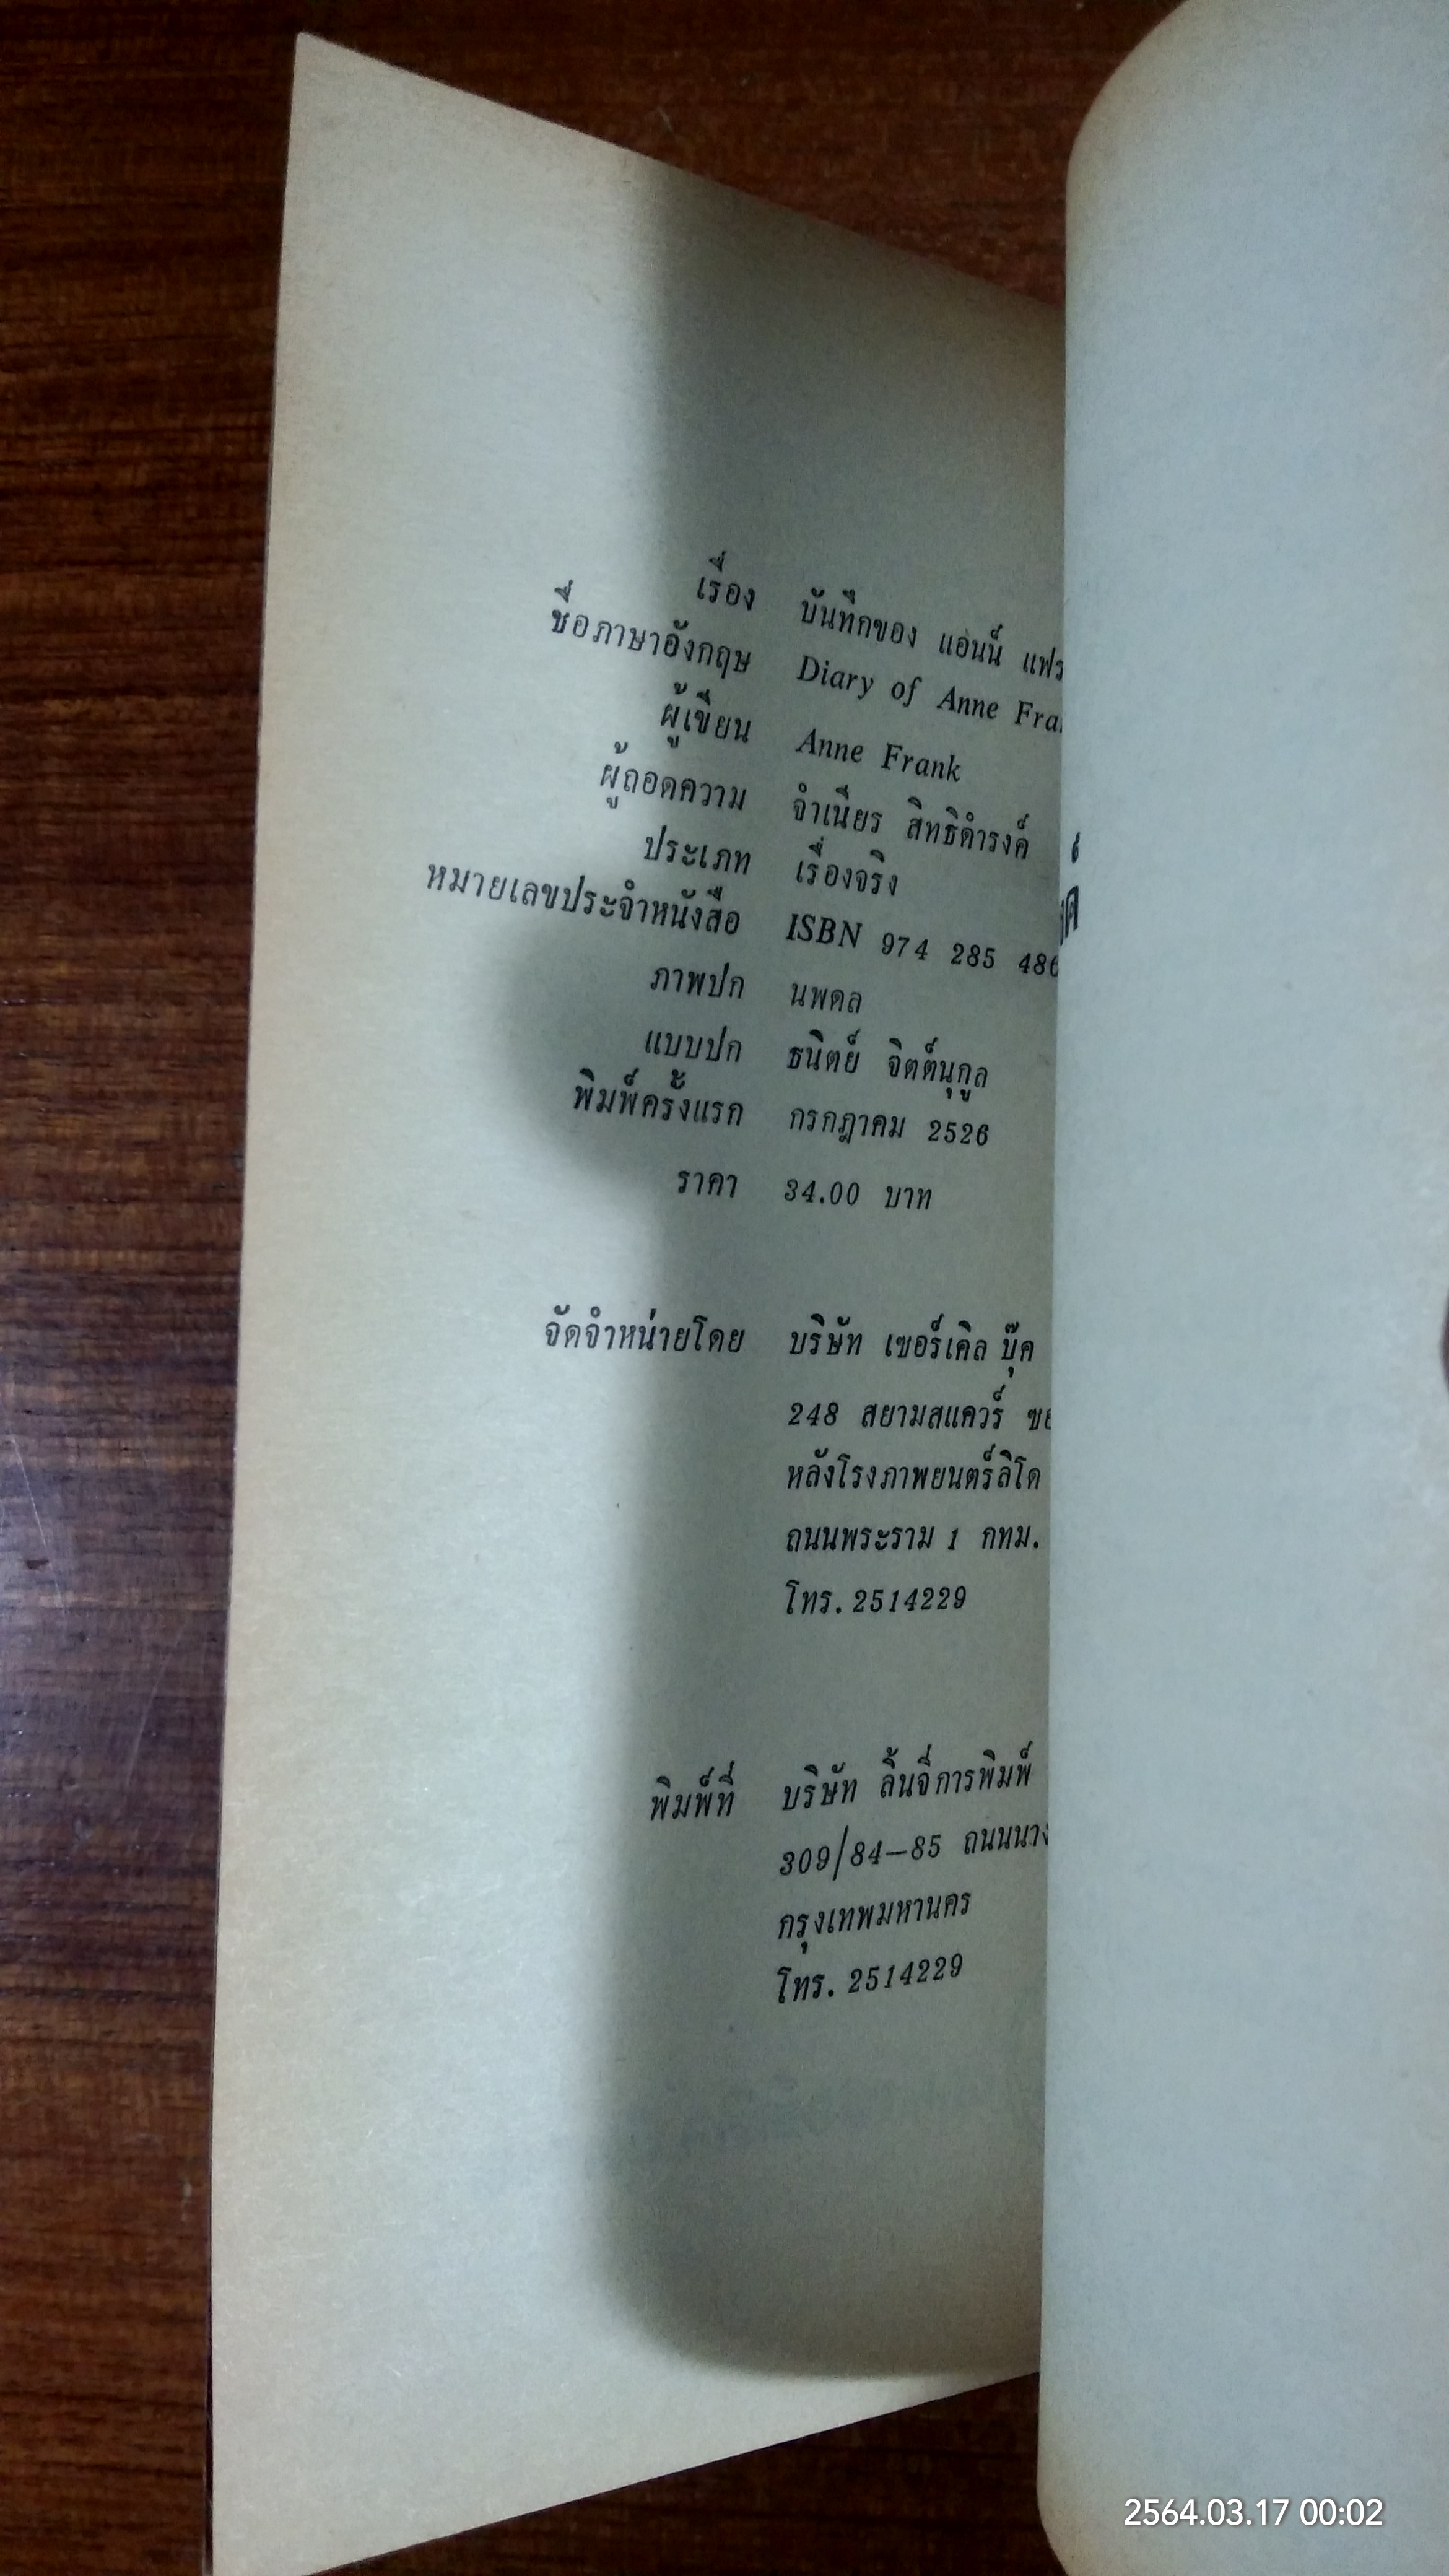 เรื่อง บันทึกของ แอนน์ แฟร
ชื่อภาษาอังกฤษ Diary of Anne Fra
ผู้เขียน Anne Frank
ผู้ถอดความ จำเนียร สิทธิดำรงค์
ประเภท เรื่องจริง
หมายเลขประจำหนังสือ ISBN 974 285 486
ภาพปก นพดล
แบบปก ธนิตย์ จิตต์นุกูล
พิมพ์ครั้งแรก กรกฎาคม 2526
ราคา 34.00 บาท
จัดจำหน่ายโดย บริษัท เซอร์เคิล บุ๊ค
248 สยามสแควร์
หลังโรงภาพยนตร์ลิโด
ถนนพระราม 1 กทม.
โทร. 2514229
พิมพ์ที่ บริษัท ลิ้นจี่การพิมพ์
309/84-85 ถนนนาง
กรุงเทพมหานคร
โทร. 2514229
2564.03.17 00:02